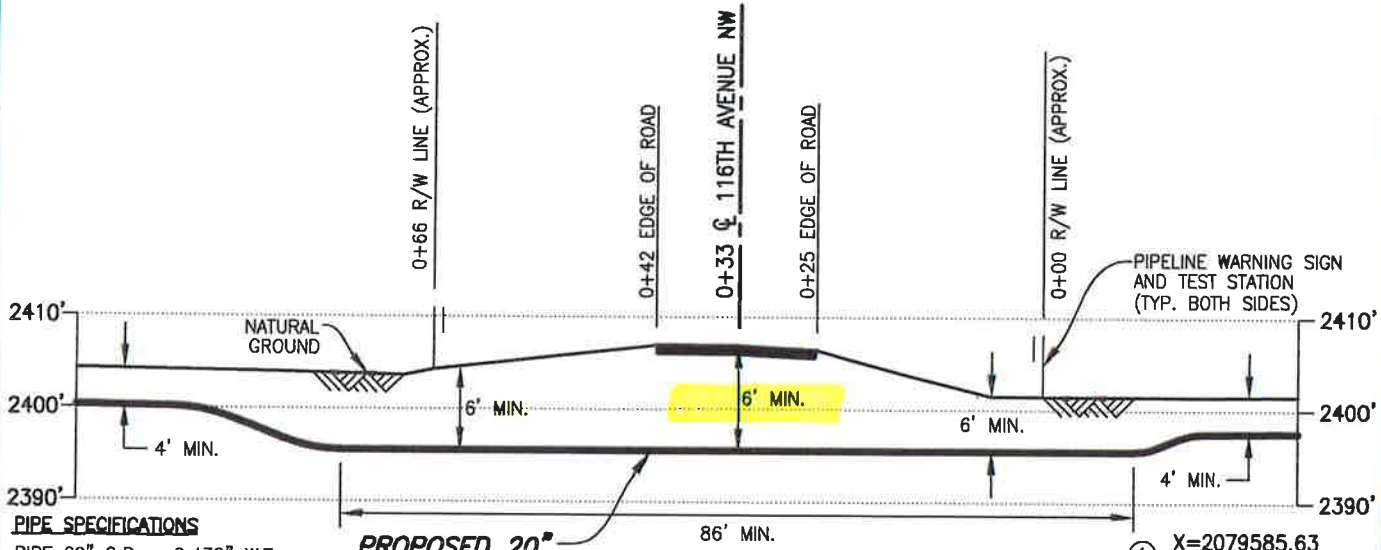 0+66 R/W LINE (APPROX.)
0+42 EDGE OF ROAD
0+33 ℄ 116TH AVENUE NW
0+25 EDGE OF ROAD
0+00 R/W LINE (APPROX.)
PIPELINE WARNING SIGN
AND TEST STATION
(TYP. BOTH SIDES)
2410'
2410'
NATURAL
GROUND
2400'
2400'
6' MIN.
6' MIN.
6' MIN.
4' MIN.
4' MIN.
2390'
2390'
86' MIN.
PIPE SPECIFICATIONS
PROPOSED 20"
1 X=2079585.63